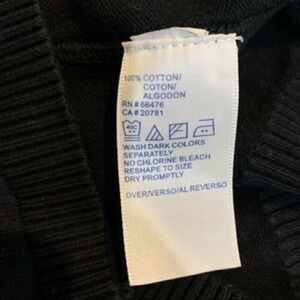 100% COTTON/
COTON/
ALGODON
RN # 66476
CA # 20781
40C
WASH DARK COLORS
SEPARATELY
NO CHLORINE BLEACH
RESHAPE TO SIZE
DRY PROMPTLY
OVER/VERSO/AL REVERSO